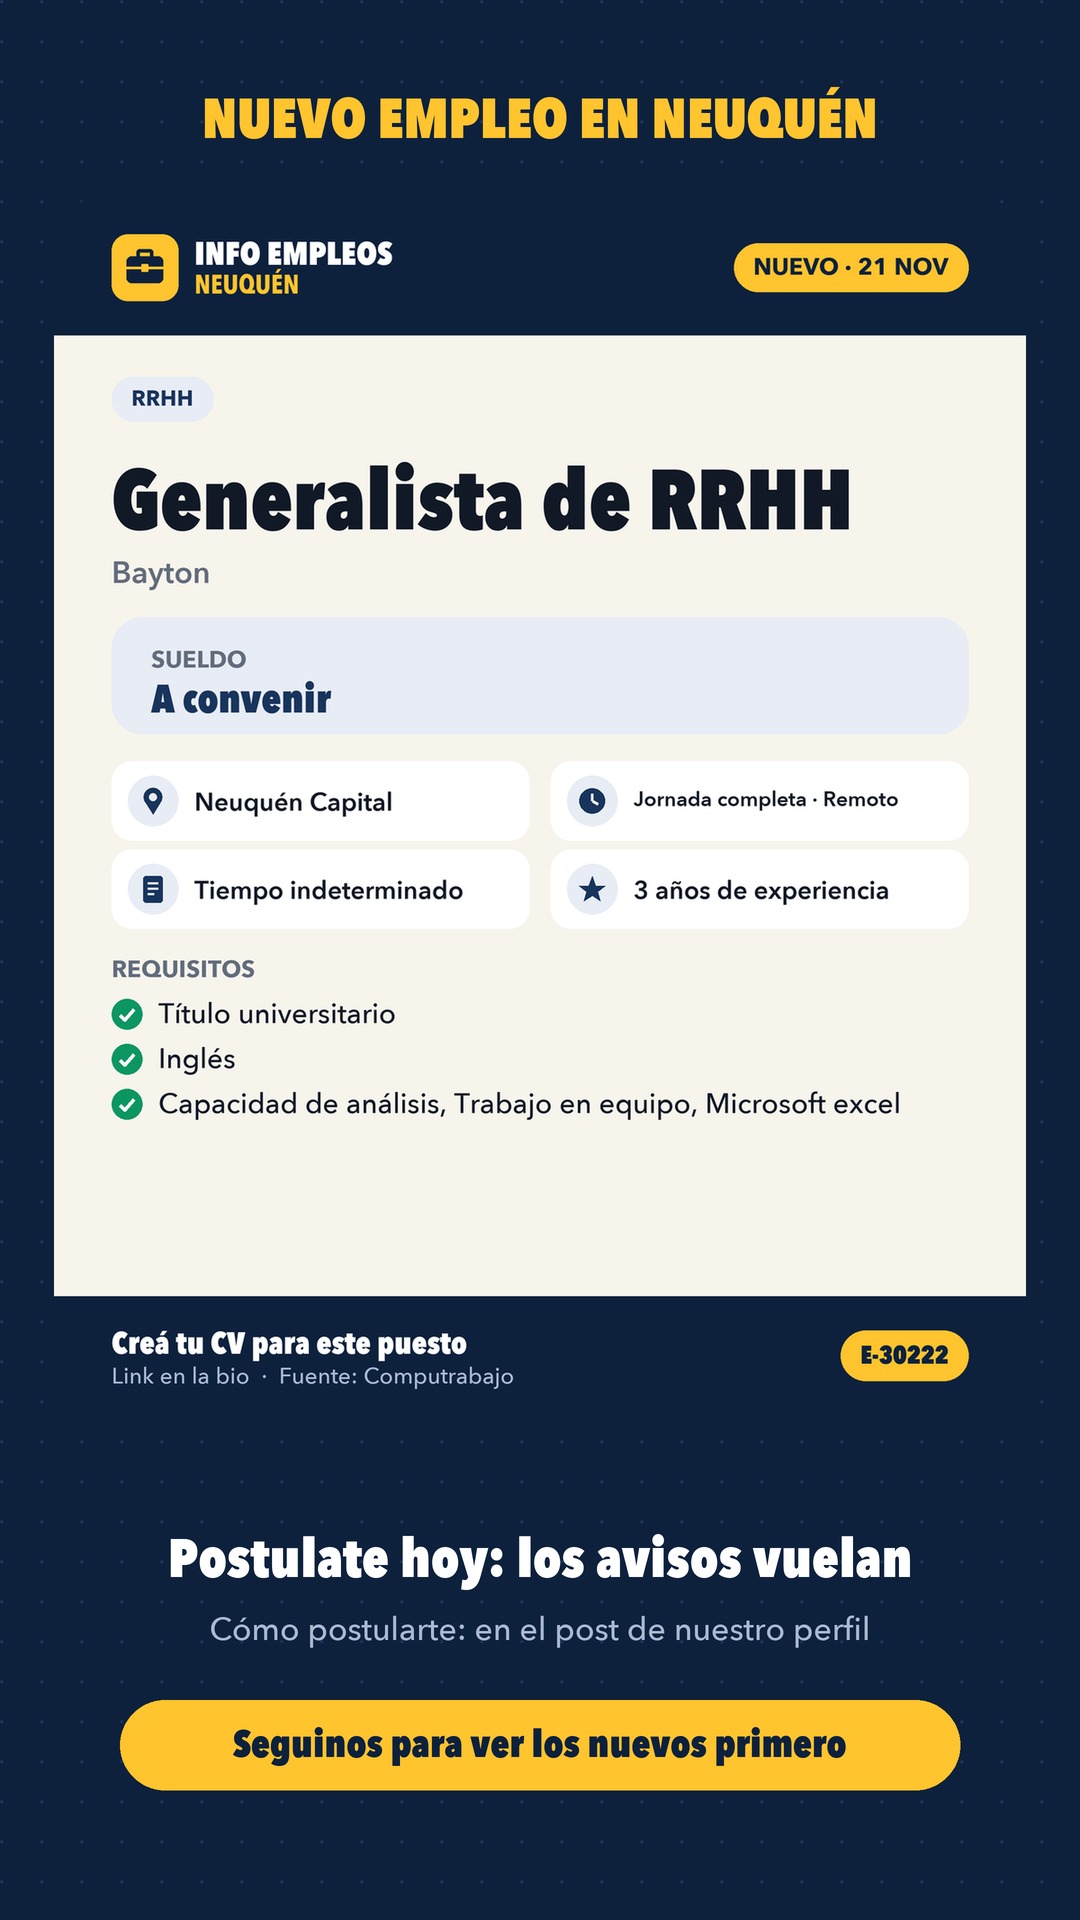 NUEVO EMPLEO EN NEUQUÉN
INFO EMPLEOS
NEUQUÉN
NUEVO · 21 NOV
RRHH
Generalista de RRHH
Bayton
SUELDO
A convenir
Neuquén Capital
Jornada completa · Remoto
Tiempo indeterminado
3 años de experiencia
REQUISITOS
Título universitario
Inglés
Capacidad de análisis, Trabajo en equipo, Microsoft excel
Creá tu CV para este puesto
Link en la bio · Fuente: Computrabajo
E-30222
Postulate hoy: los avisos vuelan
Cómo postularte: en el post de nuestro perfil
Seguinos para ver los nuevos primero